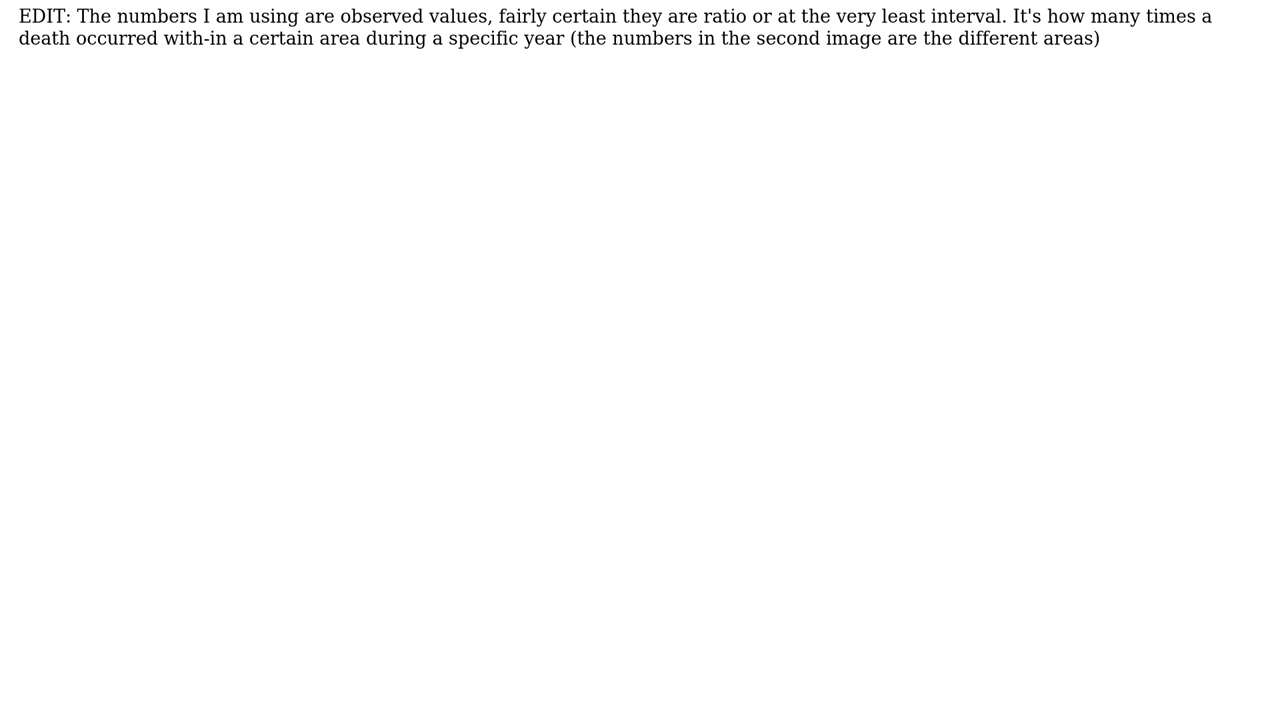 EDIT: The numbers I am using are observed values, fairly certain they are ratio or at the very least interval. It's how many times a
death occurred with-in a certain area during a specific year (the numbers in the second image are the different areas)